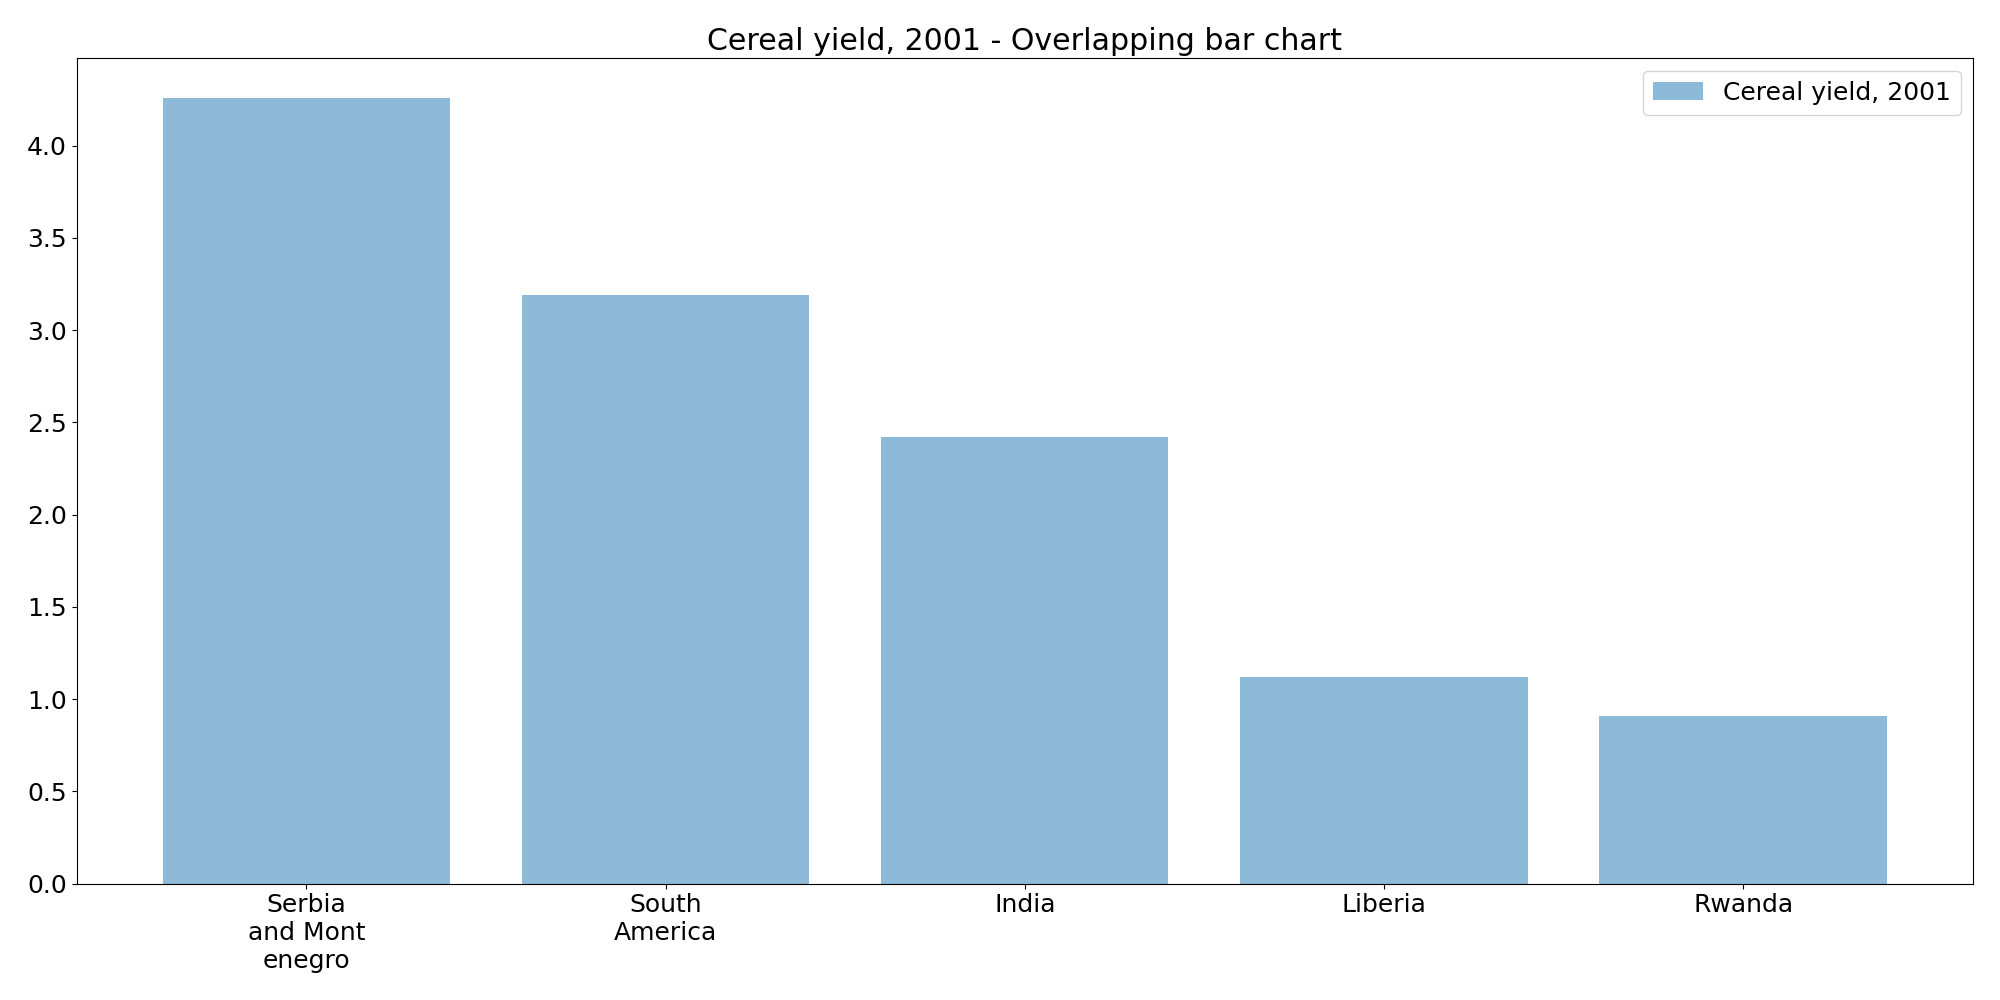 Cereal yield, 2001 - Overlapping bar chart
Cereal yield, 2001
4.0
3.5
3.0
2.5
2.0
1.5
1.0
0.5
0.0
Serbia
and Mont
enegro
South
America
India
Liberia
Rwanda